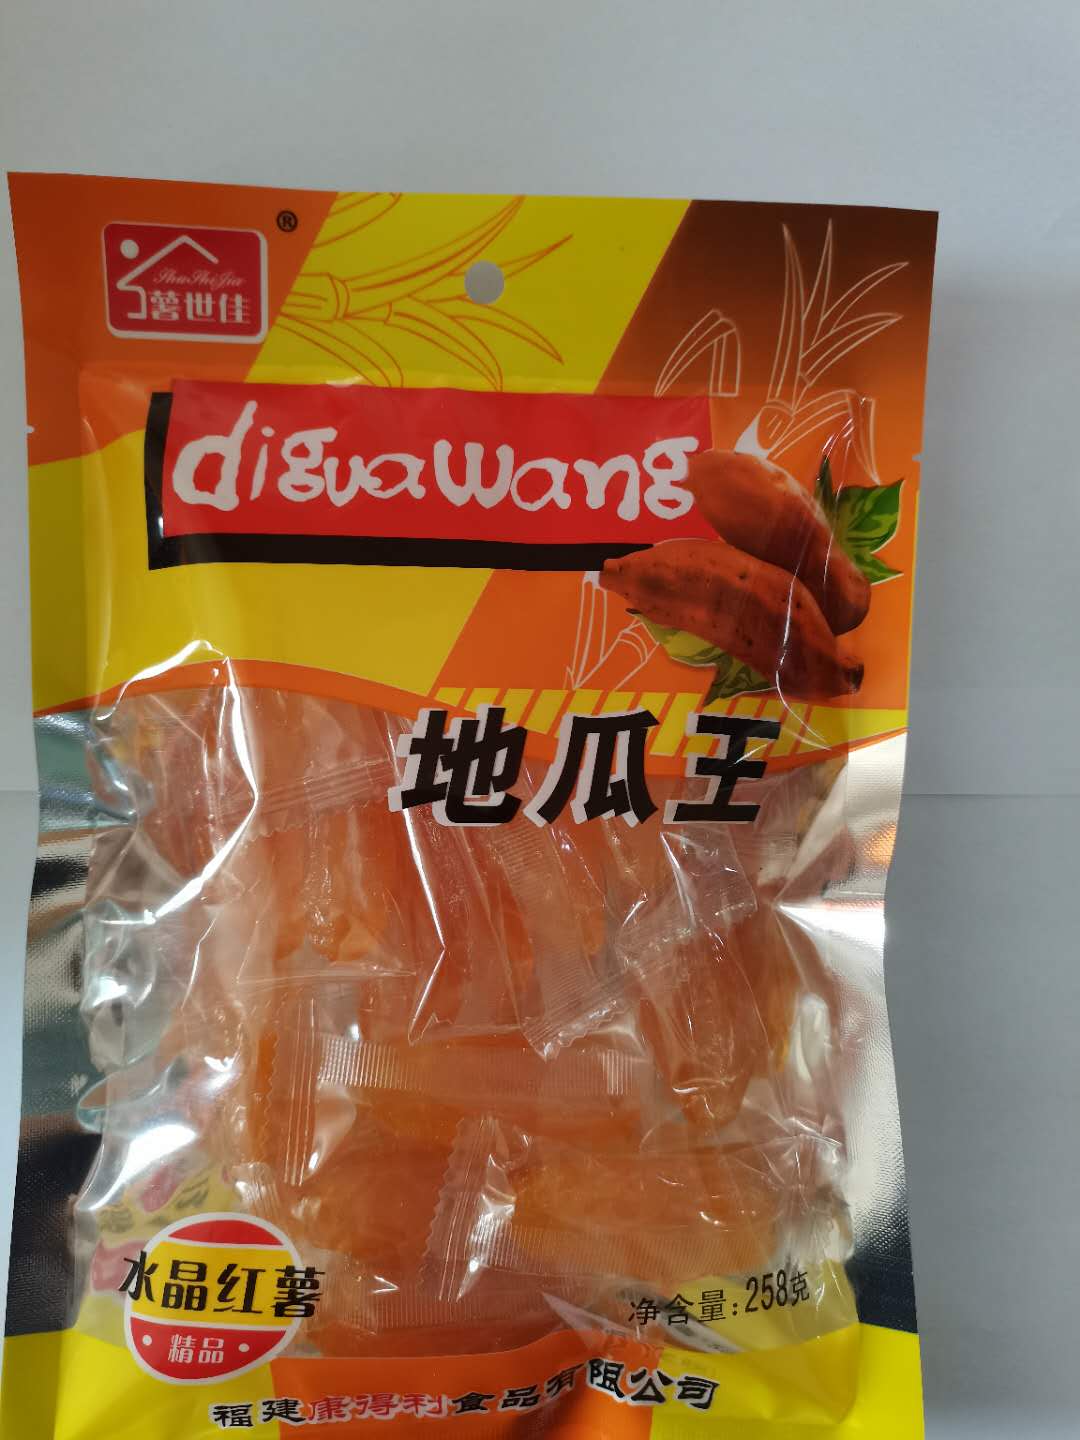 ®
ShuShiJia
薯世佳
diguawang
地瓜王
水晶红薯
·精品·
净含量:258克
福建康得利食品有限公司